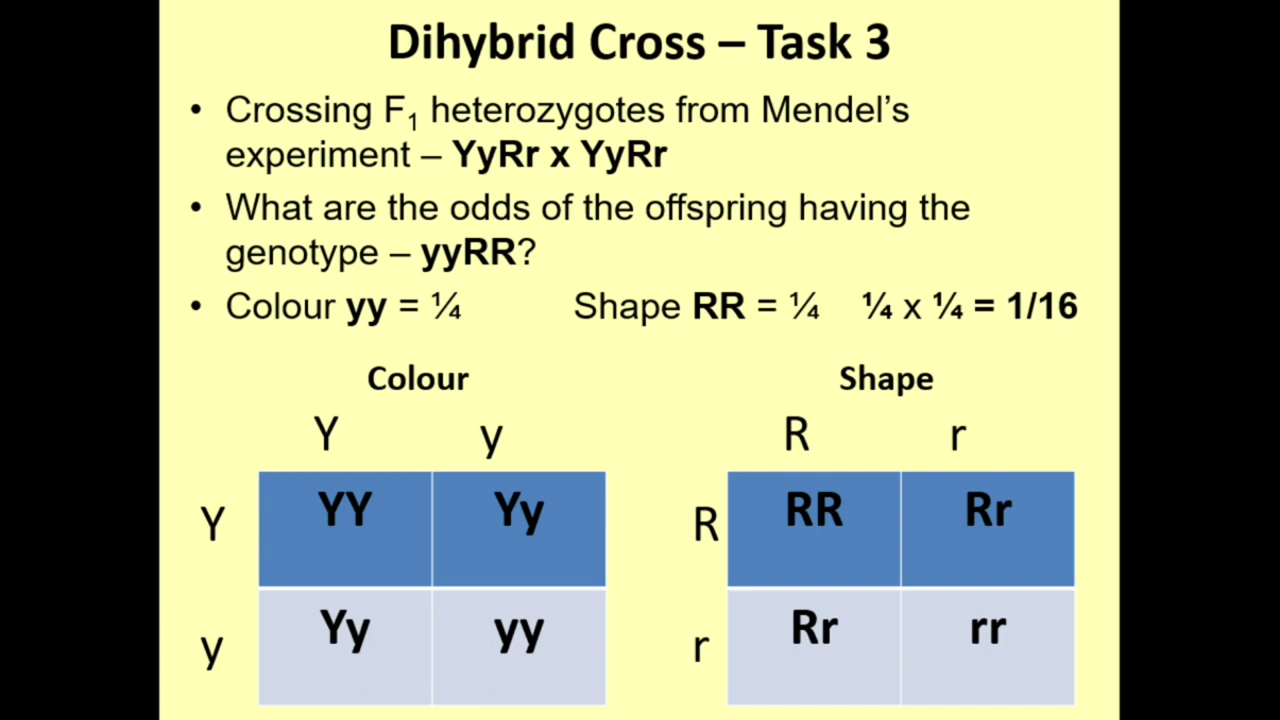 Dihybrid Cross – Task 3
• Crossing F₁ heterozygotes from Mendel’s
experiment – YyRr x YyRr
• What are the odds of the offspring having the
genotype – yyRR?
• Colour yy = ¼ Shape RR = ¼ ¼ x ¼ = 1/16
Colour Shape
Y y R r
Y YY Yy R RR Rr
y Yy yy r Rr rr